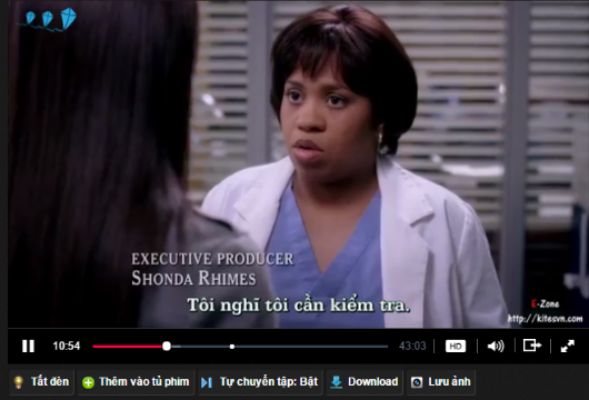 EXECUTIVE PRODUCER
SHONDA RHIMES
Tôi nghĩ tôi cần kiểm tra.
E-Zone
http://kitesvn.com
10:54
43:03
HD
Tắt đèn
Thêm vào tủ phim
Tự chuyển tập: Bật
Download
Lưu ảnh